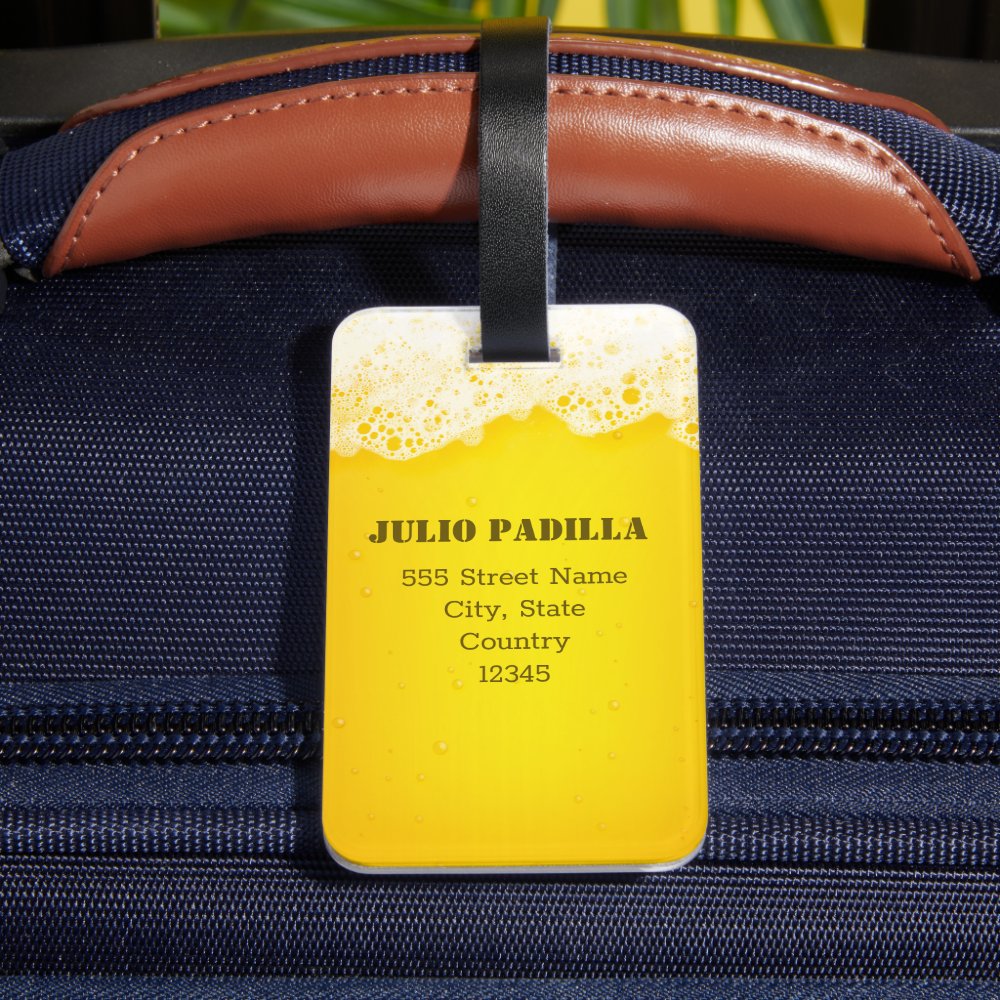 JULIO PADILLA
555 Street Name
City, State
Country
12345